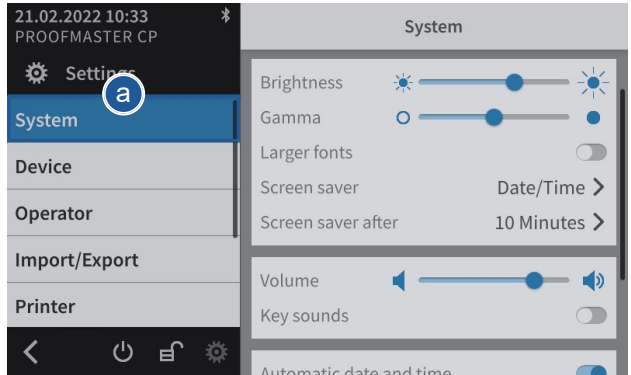 21.02.2022 10:33
PROOFMASTER CP
Settings
a
System
Device
Operator
Import/Export
Printer
System
Brightness
Gamma
Larger fonts
Screen saver Date/Time
Screen saver after 10 Minutes
Volume
Key sounds
Automatic date and time